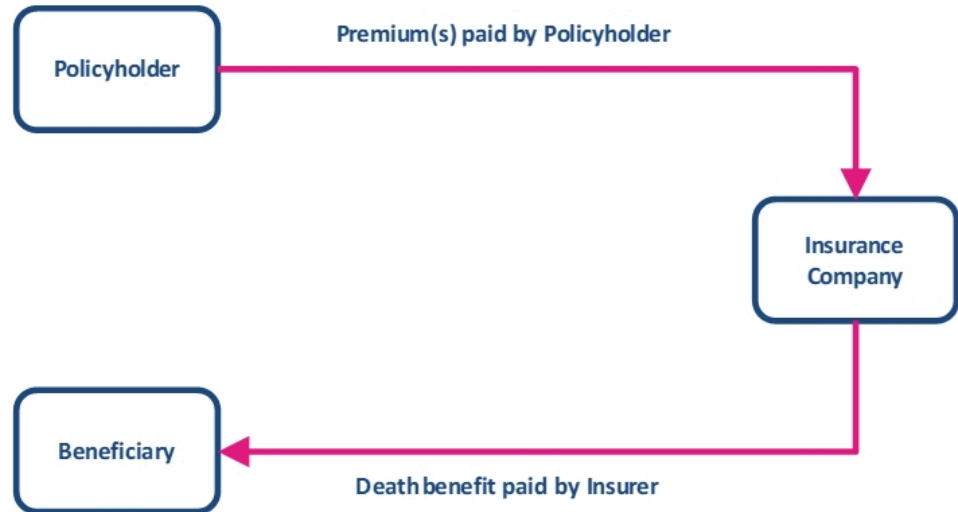 Premium(s) paid by Policyholder
Policyholder
Insurance
Company
Beneficiary
Death benefit paid by Insurer